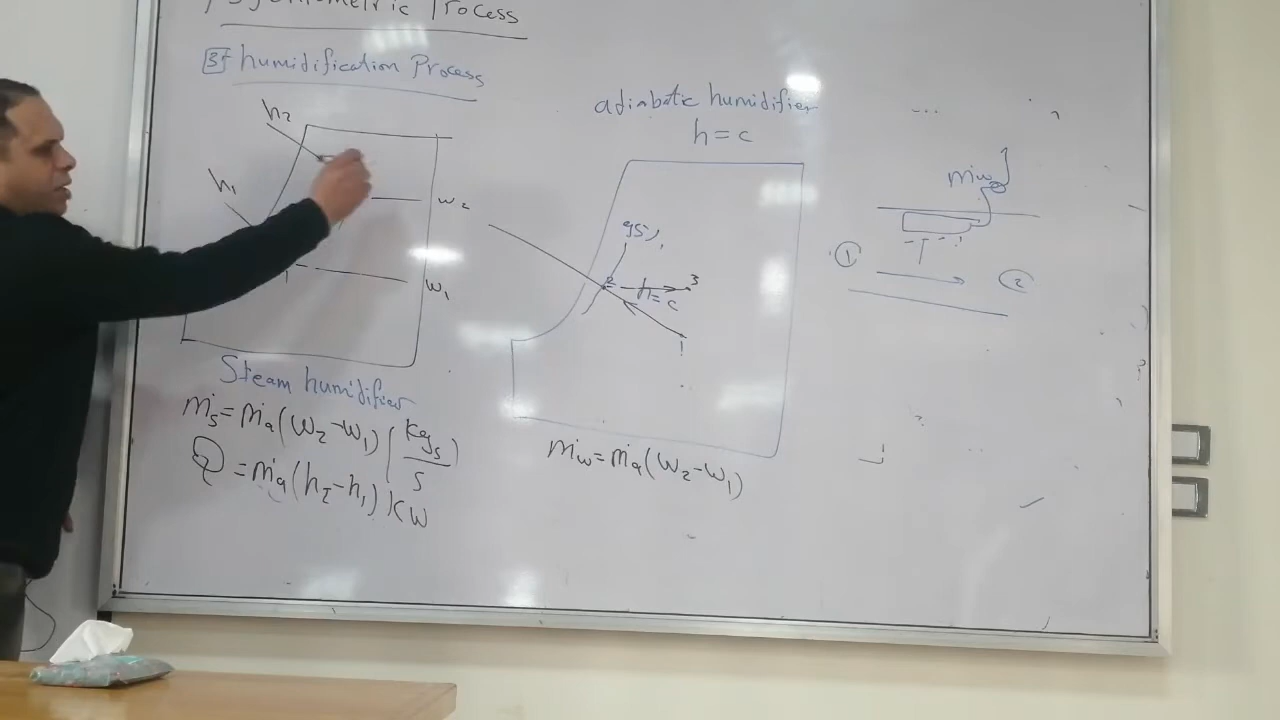 Psychrometric Process
3 humidification Process
h2
h1
w2
w1
Steam humidifier
ṁs = ṁa (w2 - w1) (kgs/s)
Q = ṁa (h2 - h1) kw
adiabatic humidifier
h = c
95%
2
3
h = c
1
ṁw = ṁa (w2 - w1)
ṁw
1
2